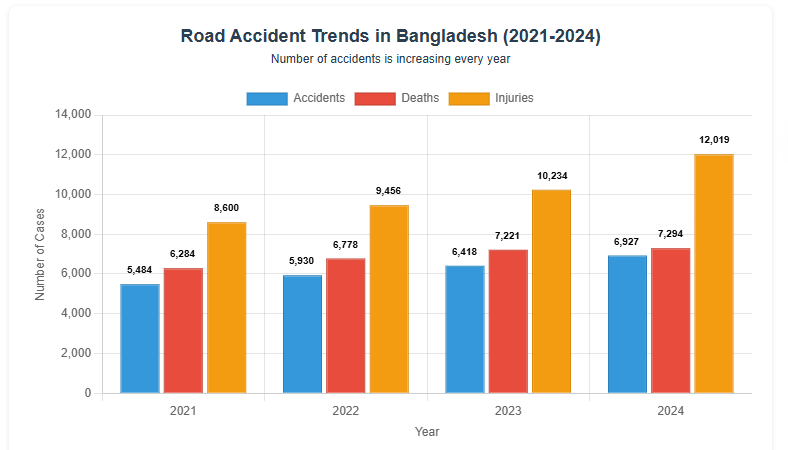 Road Accident Trends in Bangladesh (2021-2024)
Number of accidents is increasing every year
Accidents Deaths Injuries
14,000
12,000
10,000
8,000
6,000
4,000
2,000
0
Number of Cases
5,484 6,284 8,600
5,930 6,778 9,456
6,418 7,221 10,234
6,927 7,294 12,019
2021 2022 2023 2024
Year